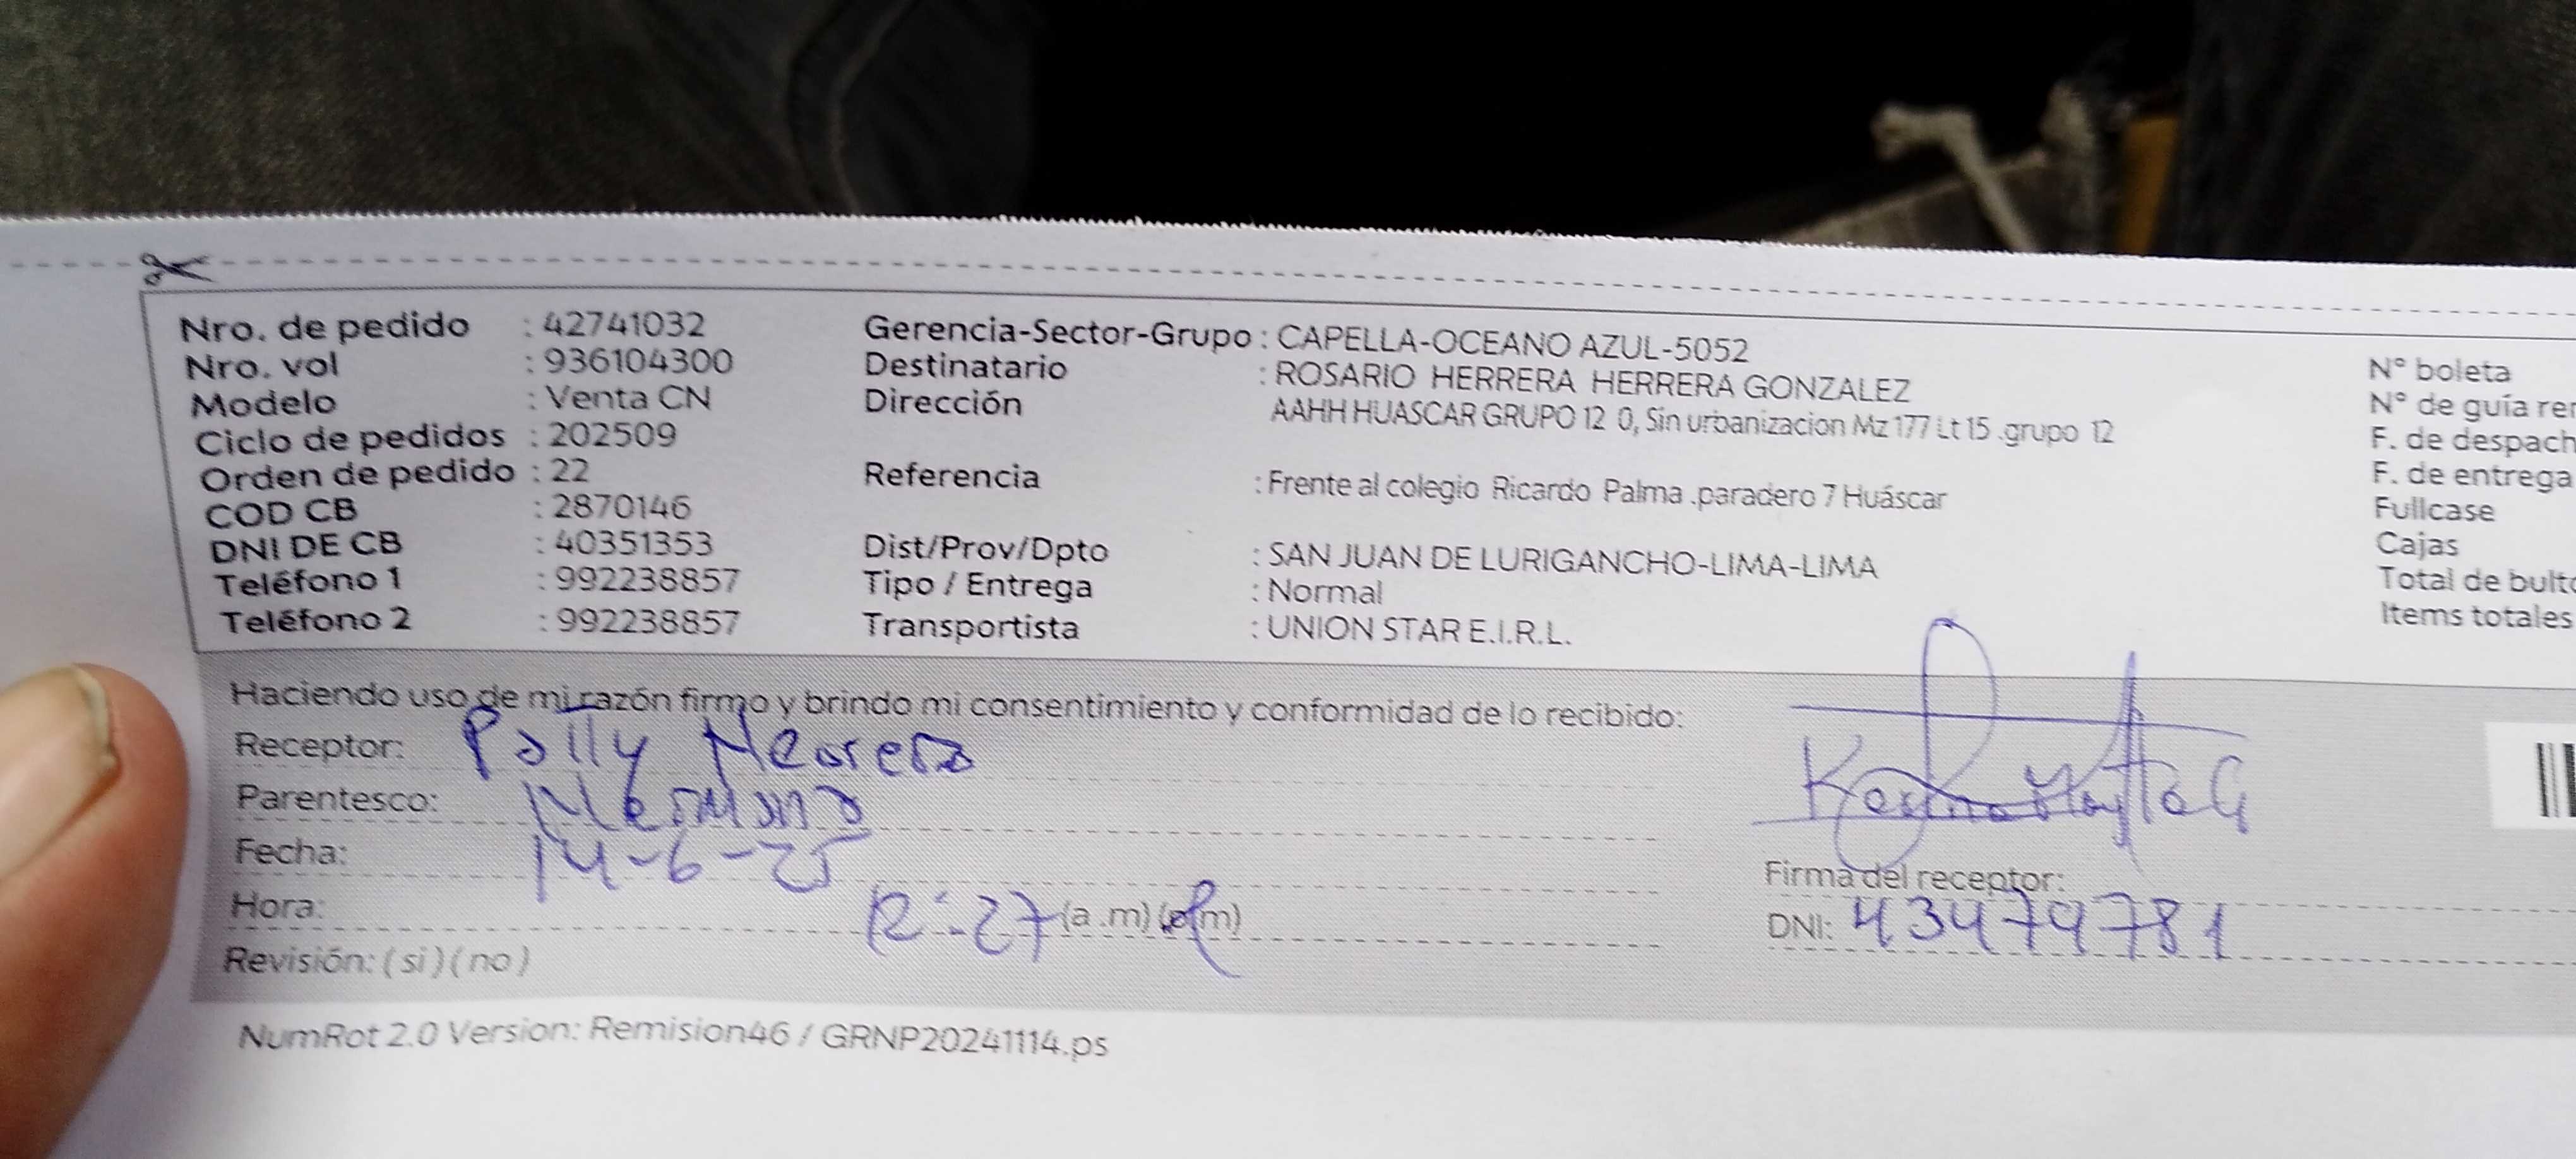 Nro. de pedido : 42741032
Nro. vol : 936104300
Modelo : Venta CN
Ciclo de pedidos : 202509
Orden de pedido : 22
COD CB : 2870146
DNI DE CB : 40351353
Teléfono 1 : 992238857
Teléfono 2 : 992238857
Gerencia-Sector-Grupo : CAPELLA-OCEANO AZUL-5052
Destinatario : ROSARIO HERRERA HERRERA GONZALEZ
Dirección AAHH HUASCAR GRUPO 12 0, Sin urbanizacion Mz 177 Lt 15 .grupo 12
Referencia : Frente al colegio Ricardo Palma .paradero 7 Huáscar
Dist/Prov/Dpto : SAN JUAN DE LURIGANCHO-LIMA-LIMA
Tipo / Entrega : Normal
Transportista : UNION STAR E.I.R.L.
N° boleta
N° de guía
F. de
F. de entrega
Fullcase
Cajas
Total de
Items totales
Haciendo uso de mi razón firmo y brindo mi consentimiento y conformidad de lo recibido:
Receptor: Patty
Parentesco:
Fecha: 14-6-25
Hora: 12:27 (a.m) (p.m)
Revisión: ( si ) ( no )
Firma del receptor:
DNI: 43479781
NumRot 2.0 Version: Remision46 / GRNP20241114.ps